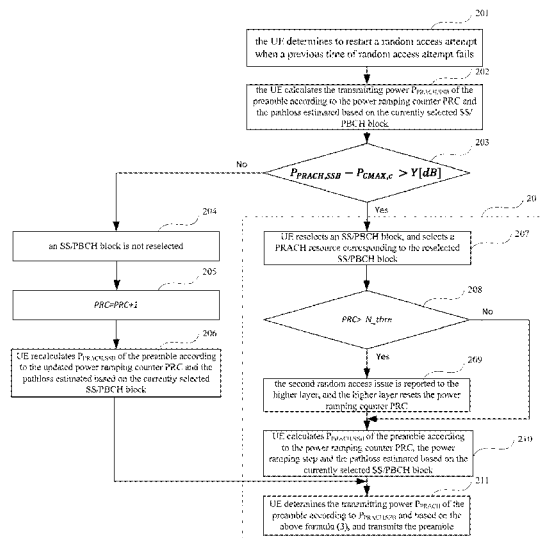 201
the UE determines to restart a random access attempt
when a previous time of random access attempt fails
202
the UE calculates the transmitting power P_PRACH,SSB of the
preamble according to the power ramping counter PRC and
the pathloss estimated based on the currently selected SS/
PBCH block
203
P_PRACH,SSB − P_CMAX,c > Y[dB]
No
Yes
20
204
an SS/PBCH block is not reselected
205
PRC=PRC+1
206
UE recalculates P_PRACH,SSB of the preamble according
to the updated power ramping counter PRC and the
pathloss estimated based on the currently selected
SS/PBCH block
207
UE reselects an SS/PBCH block, and selects a
PRACH resource corresponding to the reselected
SS/PBCH block
208
PRC> N_thre
No
Yes
209
the second random access issue is reported to the
higher layer, and the higher layer resets the power
ramping counter PRC
210
UE calculates P_PRACH,SSB of the preamble according
to the power ramping counter PRC, the power
ramping step and the pathloss estimated based on the
currently selected SS/PBCH block
211
UE determines the transmitting power P_PRACH of the
preamble according to P_PRACH,SSB and based on the
above formula (3), and transmits the preamble